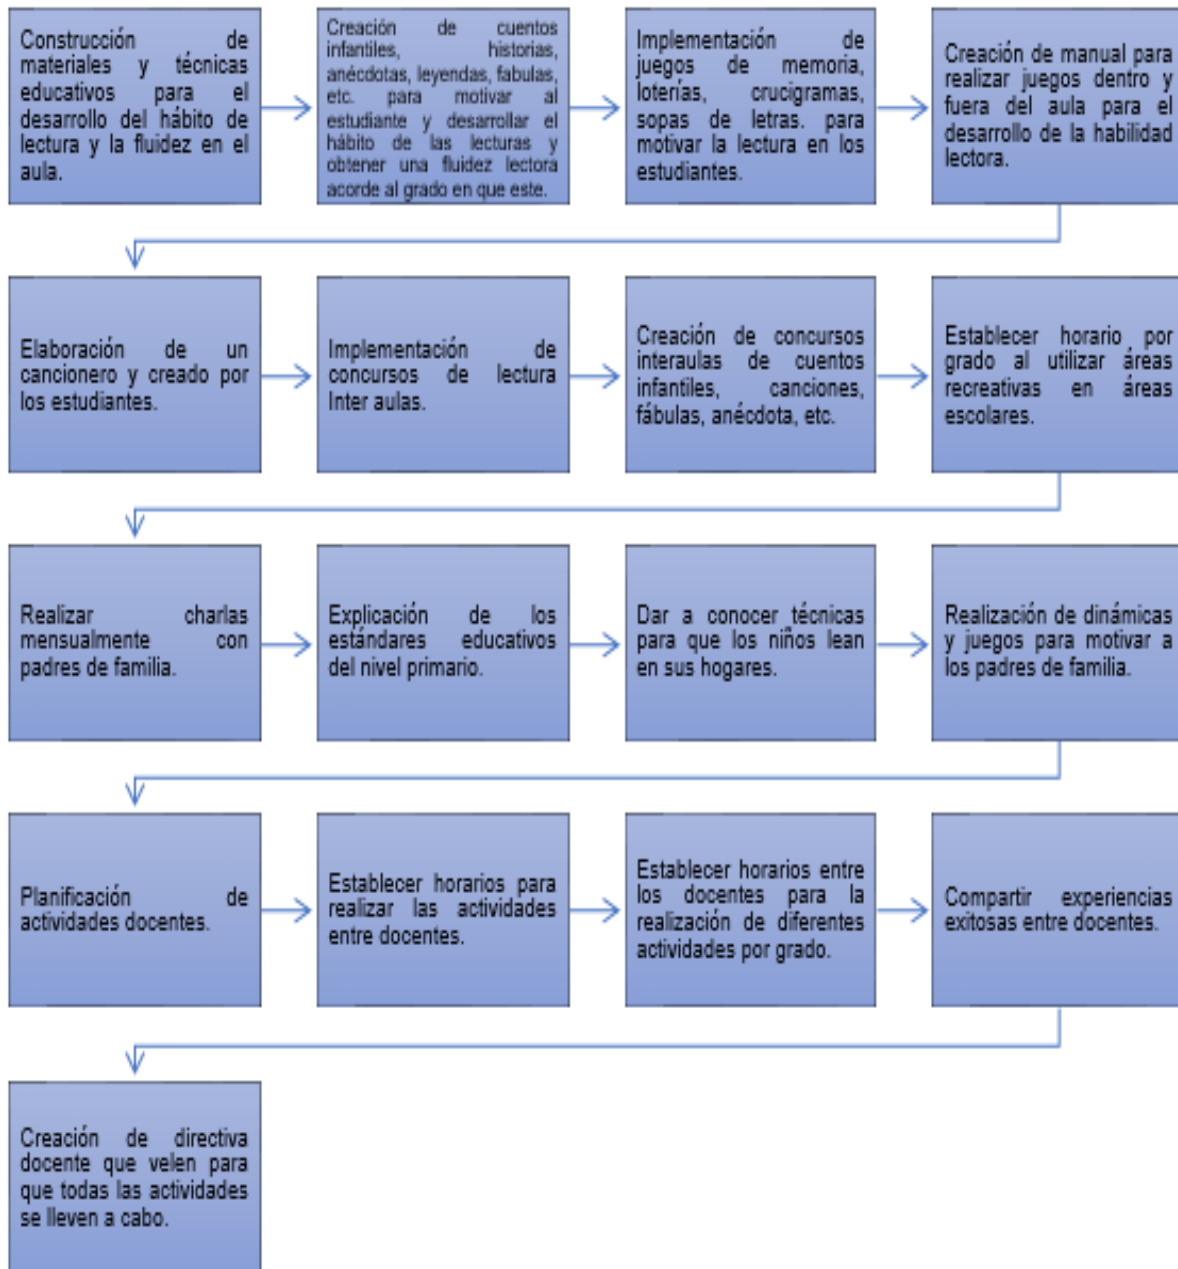 Construcción de
materiales y técnicas
educativos para el
desarrollo del hábito de
lectura y la fluidez en el
aula.
Creación de cuentos
infantiles, historias,
anécdotas, leyendas, fabulas,
etc. para motivar al
estudiante y desarrollar el
hábito de las lecturas y
obtener una fluidez lectora
acorde al grado en que este.
Implementación de
juegos de memoria,
loterías, crucigramas,
sopas de letras. para
motivar la lectura en los
estudiantes.
Creación de manual para
realizar juegos dentro y
fuera del aula para el
desarrollo de la habilidad
lectora.
Elaboración de un
cancionero y creado por
los estudiantes.
Implementación de
concursos de lectura
Inter aulas.
Creación de concursos
interaulas de cuentos
infantiles, canciones,
fábulas, anécdota, etc.
Establecer horario por
grado al utilizar áreas
recreativas en áreas
escolares.
Realizar charlas
mensualmente con
padres de familia.
Explicación de los
estándares educativos
del nivel primario.
Dar a conocer técnicas
para que los niños lean
en sus hogares.
Realización de dinámicas
y juegos para motivar a
los padres de familia.
Planificación de
actividades docentes.
Establecer horarios para
realizar las actividades
entre docentes.
Establecer horarios entre
los docentes para la
realización de diferentes
actividades por grado.
Compartir experiencias
exitosas entre docentes.
Creación de directiva
docente que velen para
que todas las actividades
se lleven a cabo.